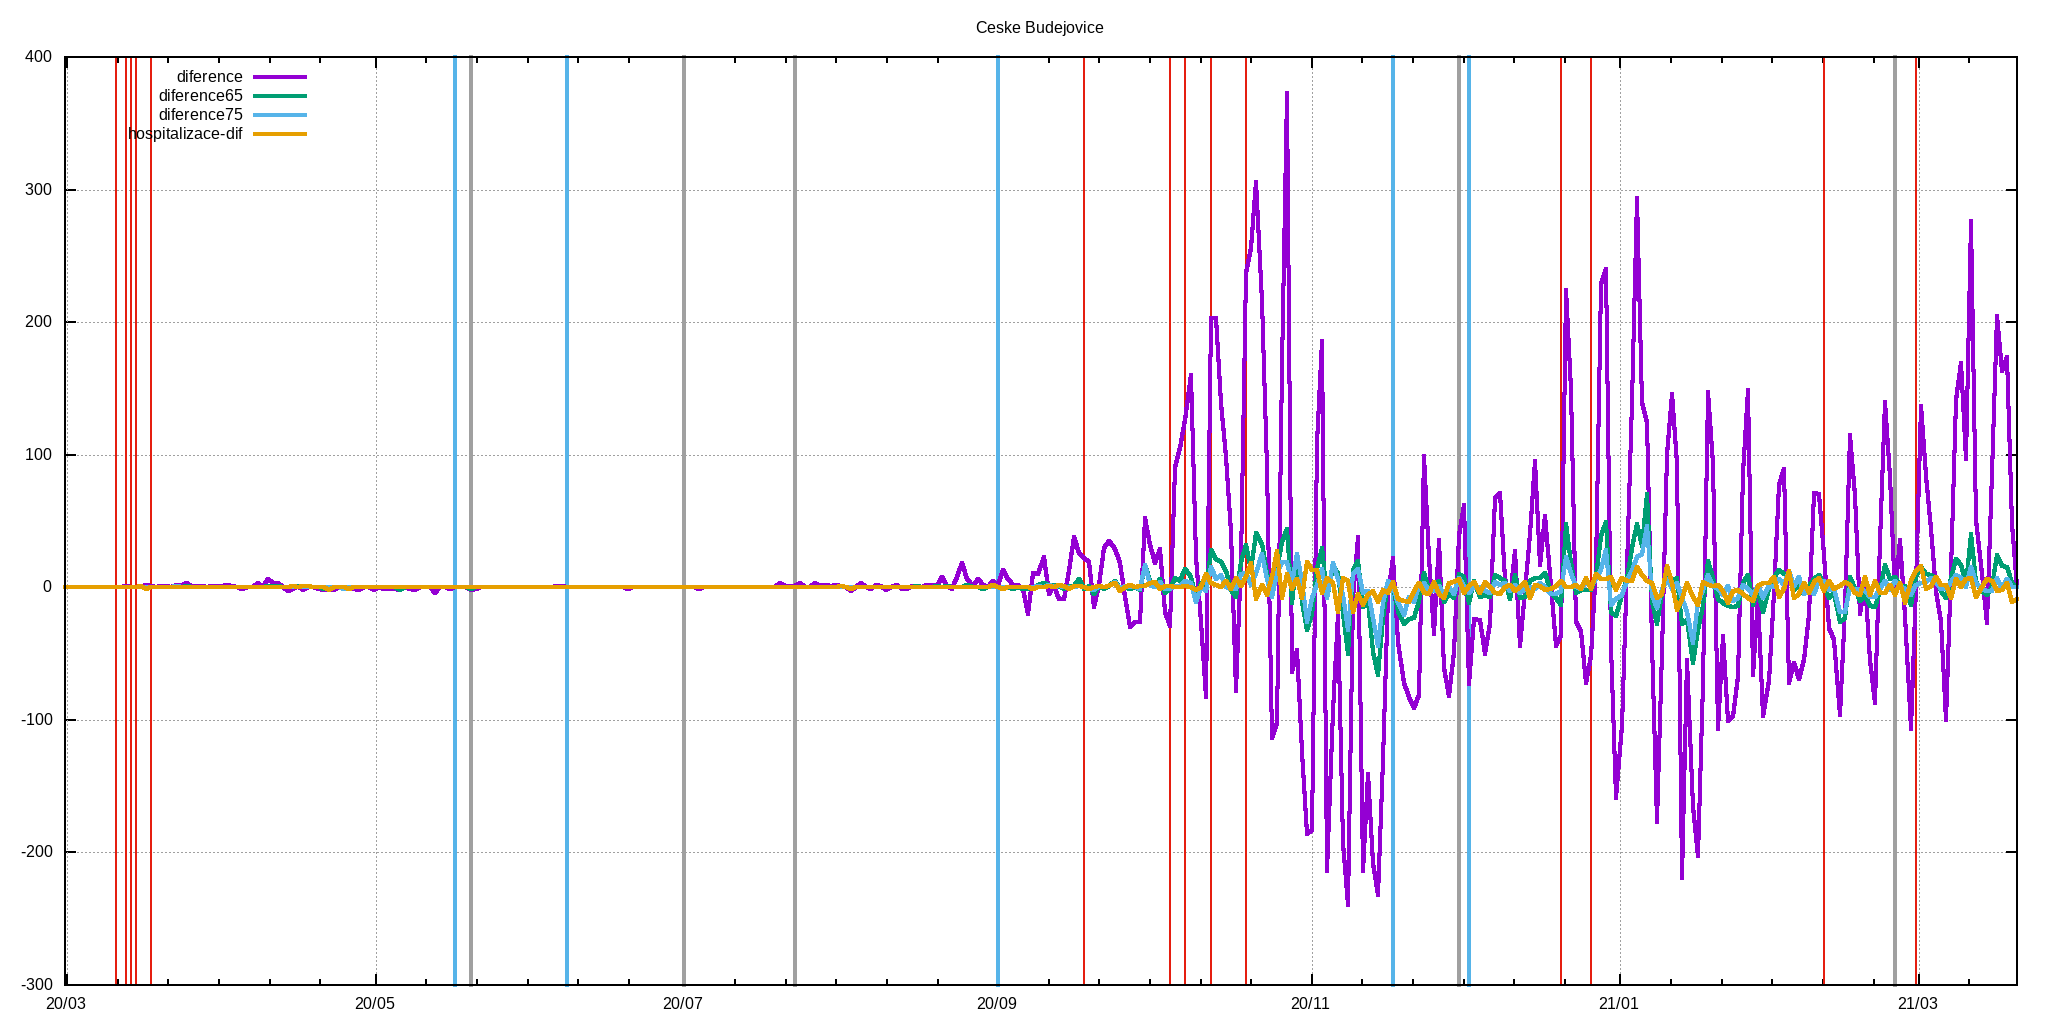 Ceske Budejovice
400
diference
diference65
diference75
hospitalizace-dif
300
200
100
0
-100
-200
-300
20/03 20/05 20/07 20/09 20/11 21/01 21/03